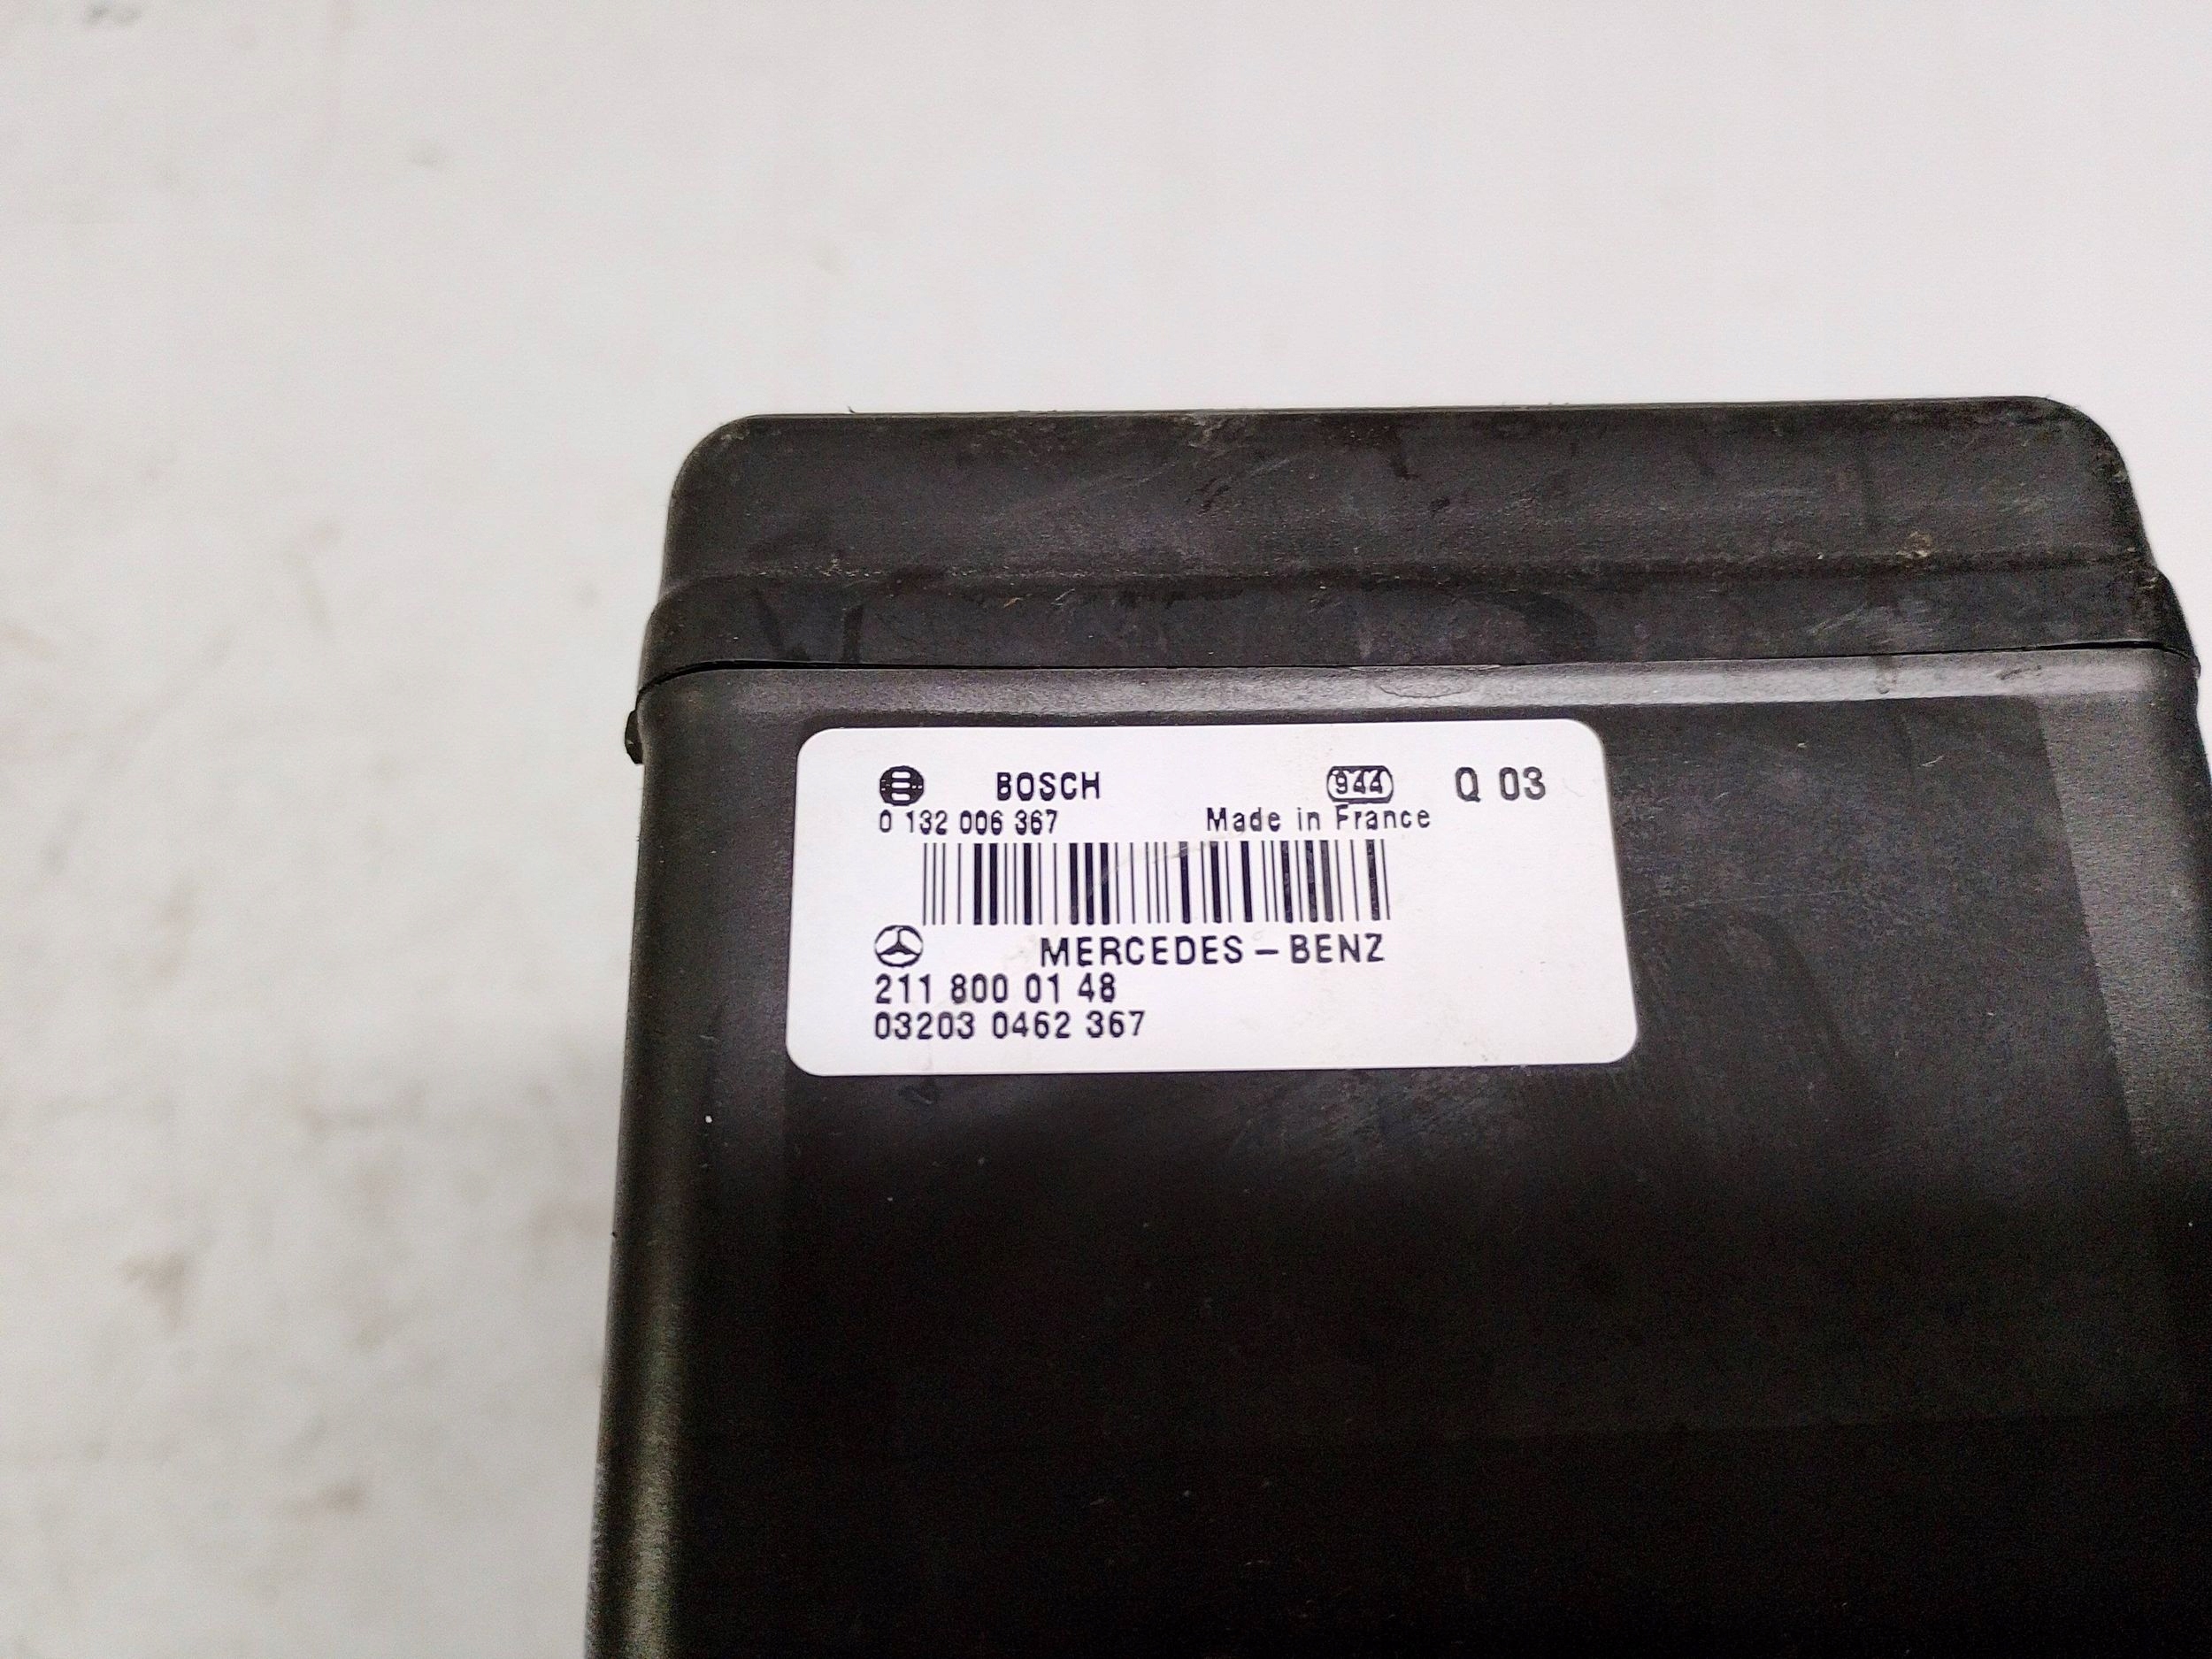 BOSCH 944 Q 03
0 132 006 367 Made in France
MERCEDES-BENZ
211 800 01 48
03203 0462 367